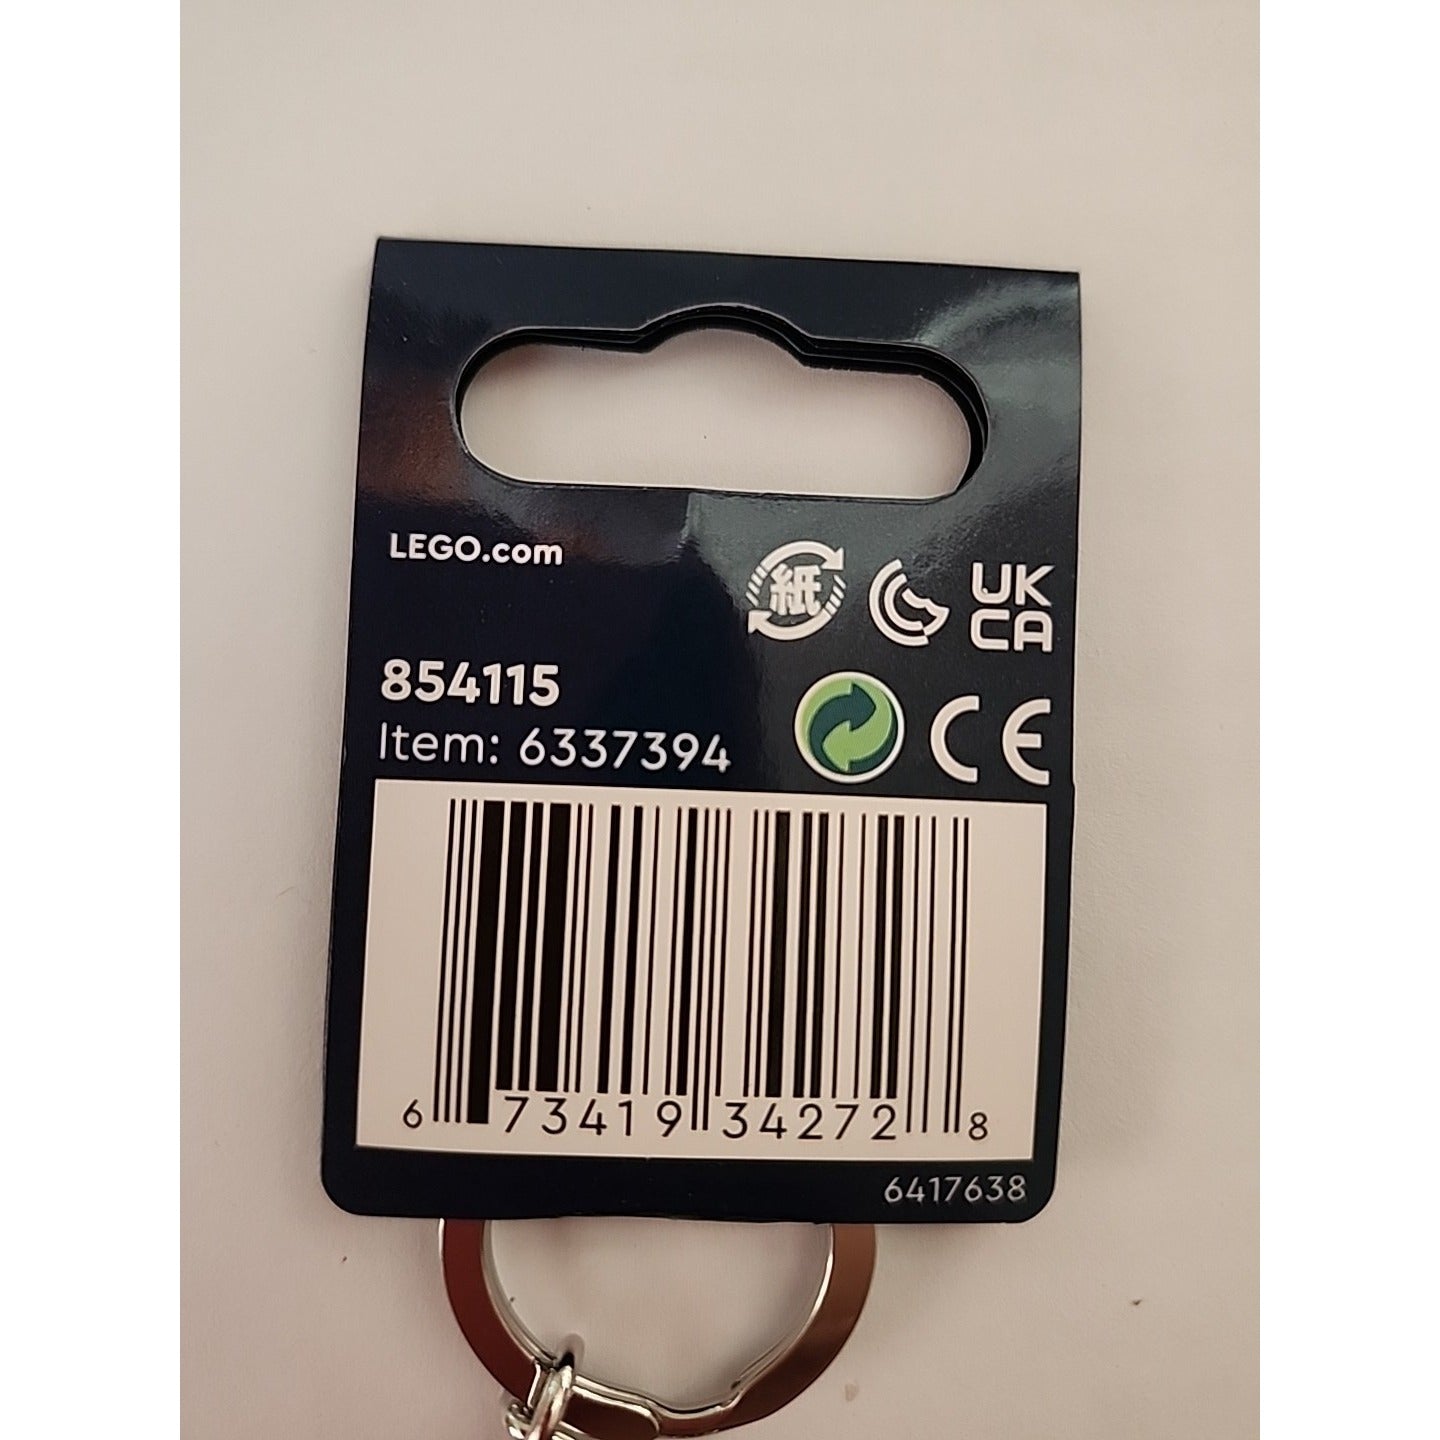 LEGO.com
紙
UK
CA
854115
Item: 6337394
CE
6 73419 34272 8
6417638